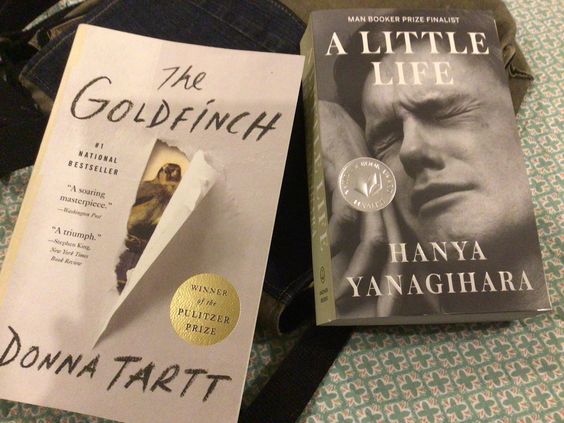 The
GOLDFINCH
#1
NATIONAL
BESTSELLER
"A soaring
masterpiece."
—Washington Post
"A triumph."
—Stephen King,
New York Times
Book Review
WINNER
of the
PULITZER
PRIZE
DONNA TARTT
MAN BOOKER PRIZE FINALIST
A LITTLE
LIFE
HANYA
YANAGIHARA